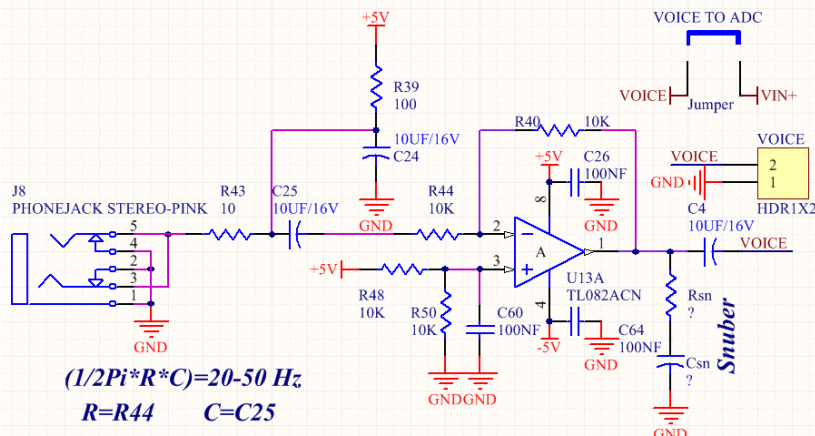 +5V
VOICE TO ADC
R39
100
VOICE
Jumper
VIN+
10UF/16V
C24
R40
10K
+5V
C26
100NF
VOICE
VOICE
2
GND
1
HDR1X2
J8
PHONEJACK STEREO-PINK
R43
10
C25
10UF/16V
GND
R44
10K
8
GND
C4
10UF/16V
VOICE
5
4
2
3
1
2
A
1
3
+5V
R48
10K
R50
10K
C60
100NF
4
U13A
TL082ACN
-5V
C64
100NF
GND
Rsn
?
Csn
?
Snuber
GND
GND
GND
GND
(1/2Pi*R*C)=20-50 Hz
R=R44 C=C25